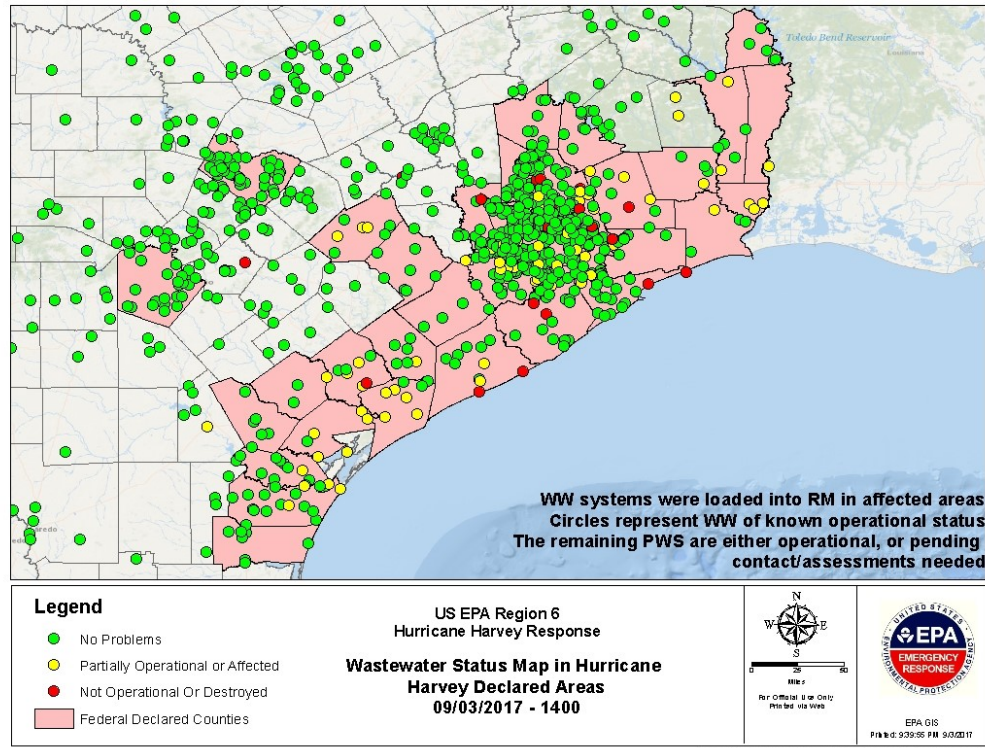 Toledo Bend Reservoir
Louisiana
WW systems were loaded into RM in affected areas
Circles represent WW of known operational status
The remaining PWS are either operational, or pending
contact/assessments needed
Legend
No Problems
Partially Operational or Affected
Not Operational Or Destroyed
Federal Declared Counties
US EPA Region 6
Hurricane Harvey Response
Wastewater Status Map in Hurricane
Harvey Declared Areas
09/03/2017 - 1400
N
W E
S
0 25 50
Miles
For Official Use Only
Printed via Web
UNITED STATES
EPA
EMERGENCY
RESPONSE
ENVIRONMENTAL PROTECTION AGENCY
EPA GIS
Printed: 9:39:55 PM 9/3/2017